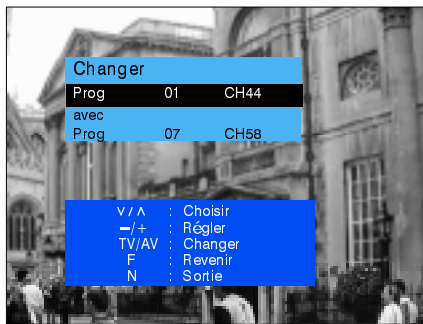 Changer
Prog 01 CH44
avec
Prog 07 CH58
∨/∧ : Choisir
−/+ : Régler
TV/AV : Changer
F : Revenir
N : Sortie